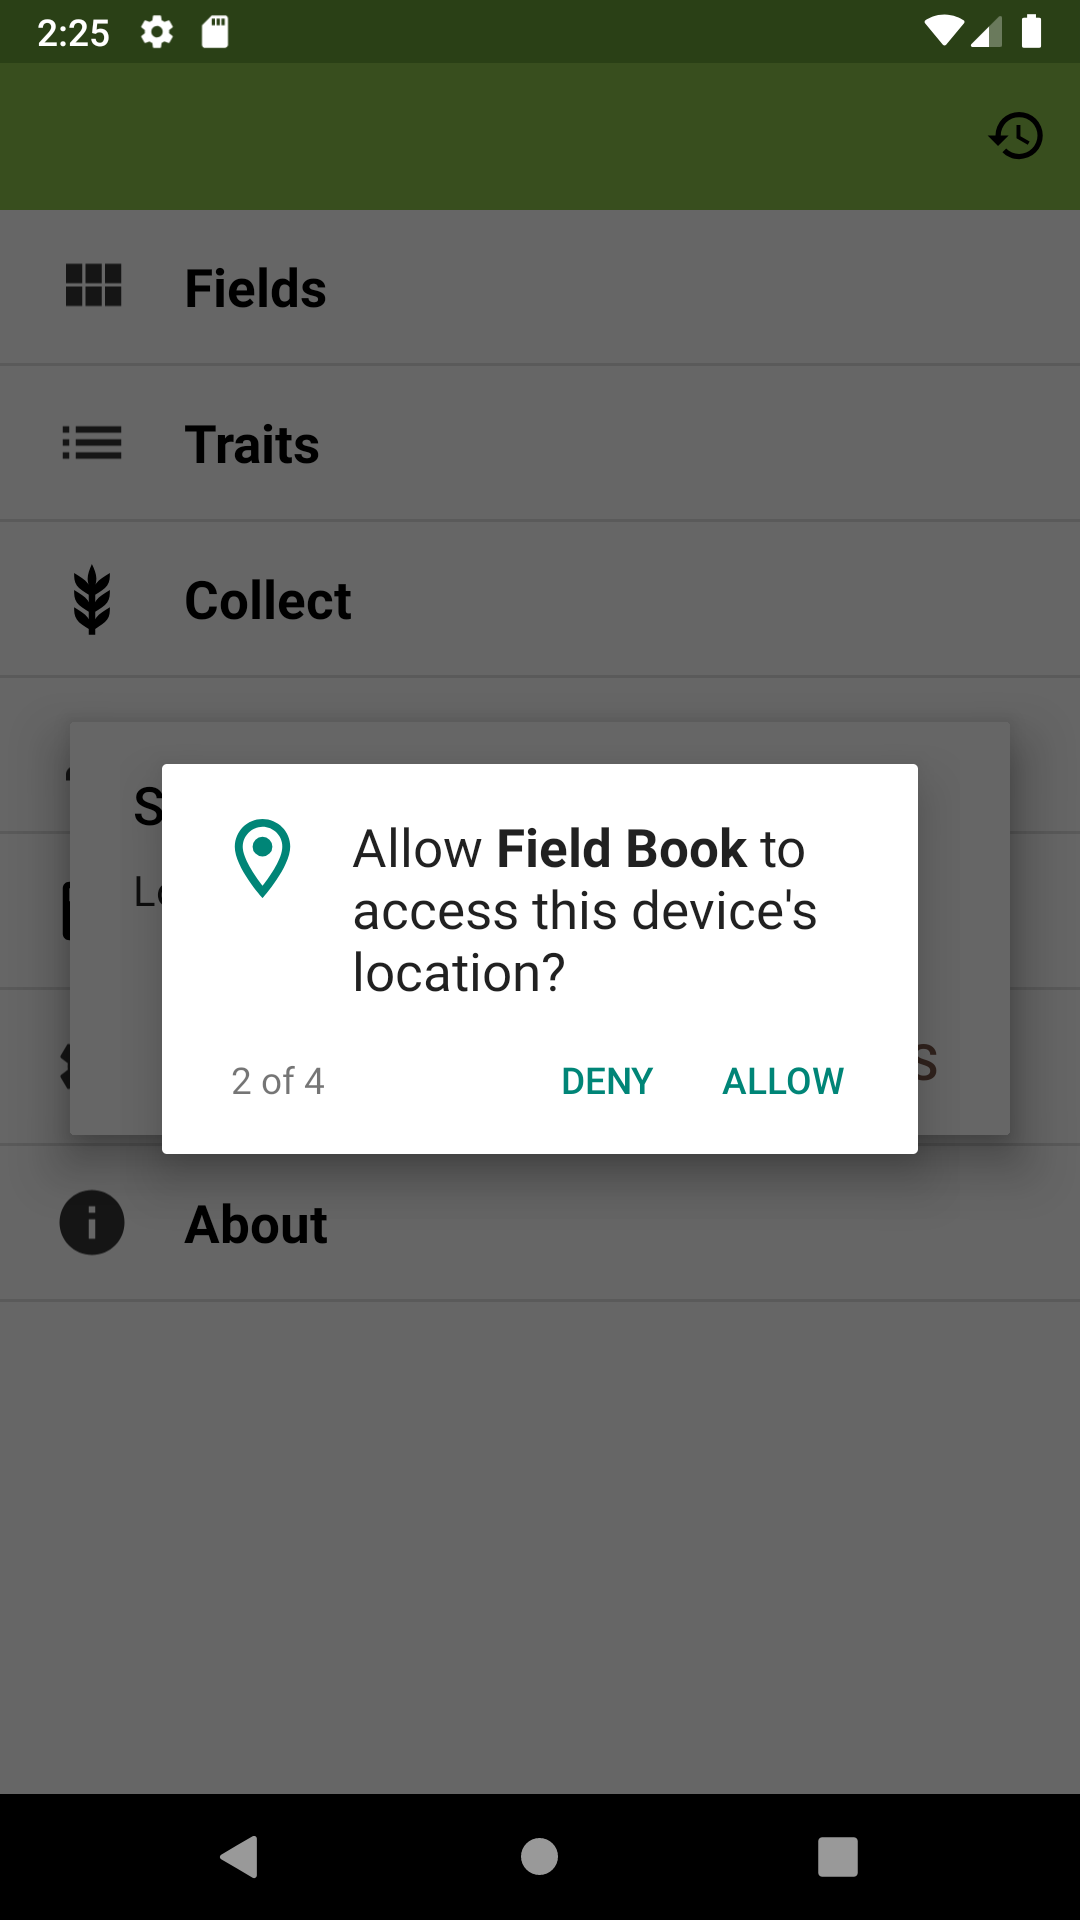 2:25
Fields
Traits
Collect
Allow Field Book to
access this device's
location?
2 of 4
DENY
ALLOW
About